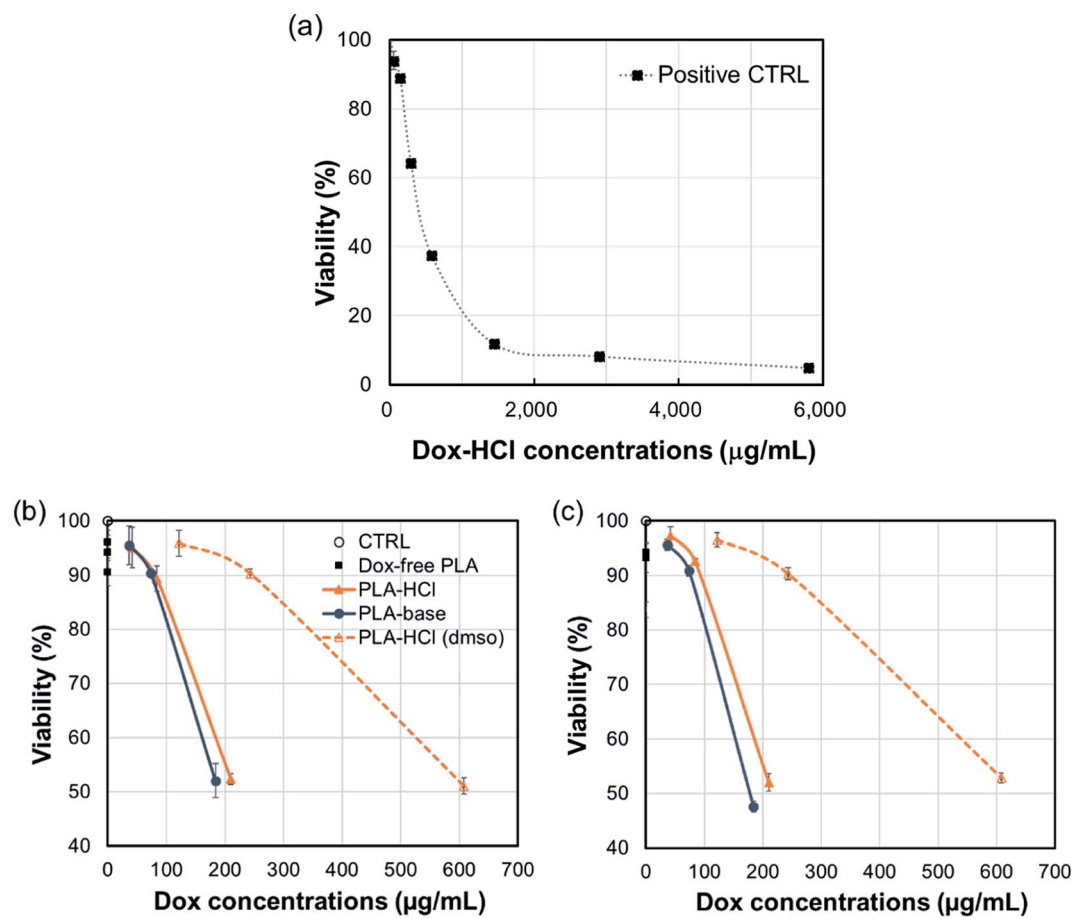 (a)
100
80
60
40
20
0
Viability (%)
Positive CTRL
0 2,000 4,000 6,000
Dox-HCl concentrations (μg/mL)
(b)
100
90
80
70
60
50
40
Viability (%)
CTRL
Dox-free PLA
PLA-HCl
PLA-base
PLA-HCl (dmso)
0 100 200 300 400 500 600 700
Dox concentrations (μg/mL)
(c)
100
90
80
70
60
50
40
Viability (%)
0 100 200 300 400 500 600 700
Dox concentrations (μg/mL)